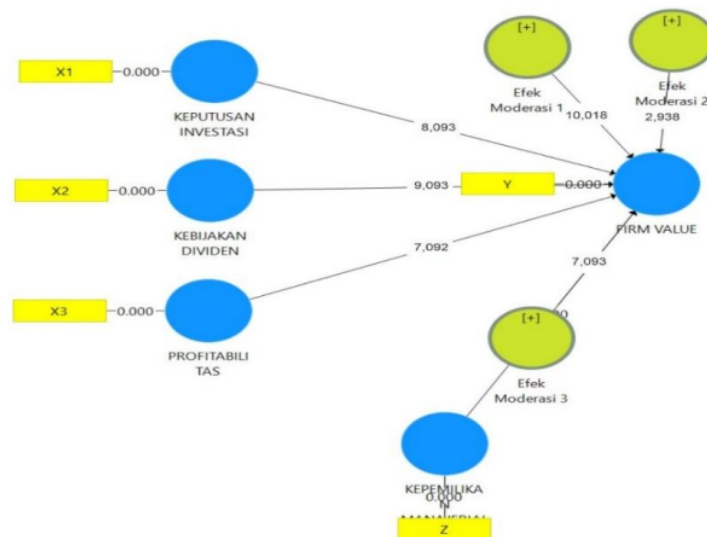 [+]
[+]
X1
0.000
KEPUTUSAN
INVESTASI
Efek
Moderasi 1
Efek
Moderasi 2
10,018
2,938
8,093
X2
0.000
9,093
Y
0.000
KEBIJAKAN
DIVIDEN
FIRM VALUE
7,092
7,093
X3
0.000
[+]
PROFITABILI
TAS
Efek
Moderasi 3
KEPEMILIKA
N
0.000
Z